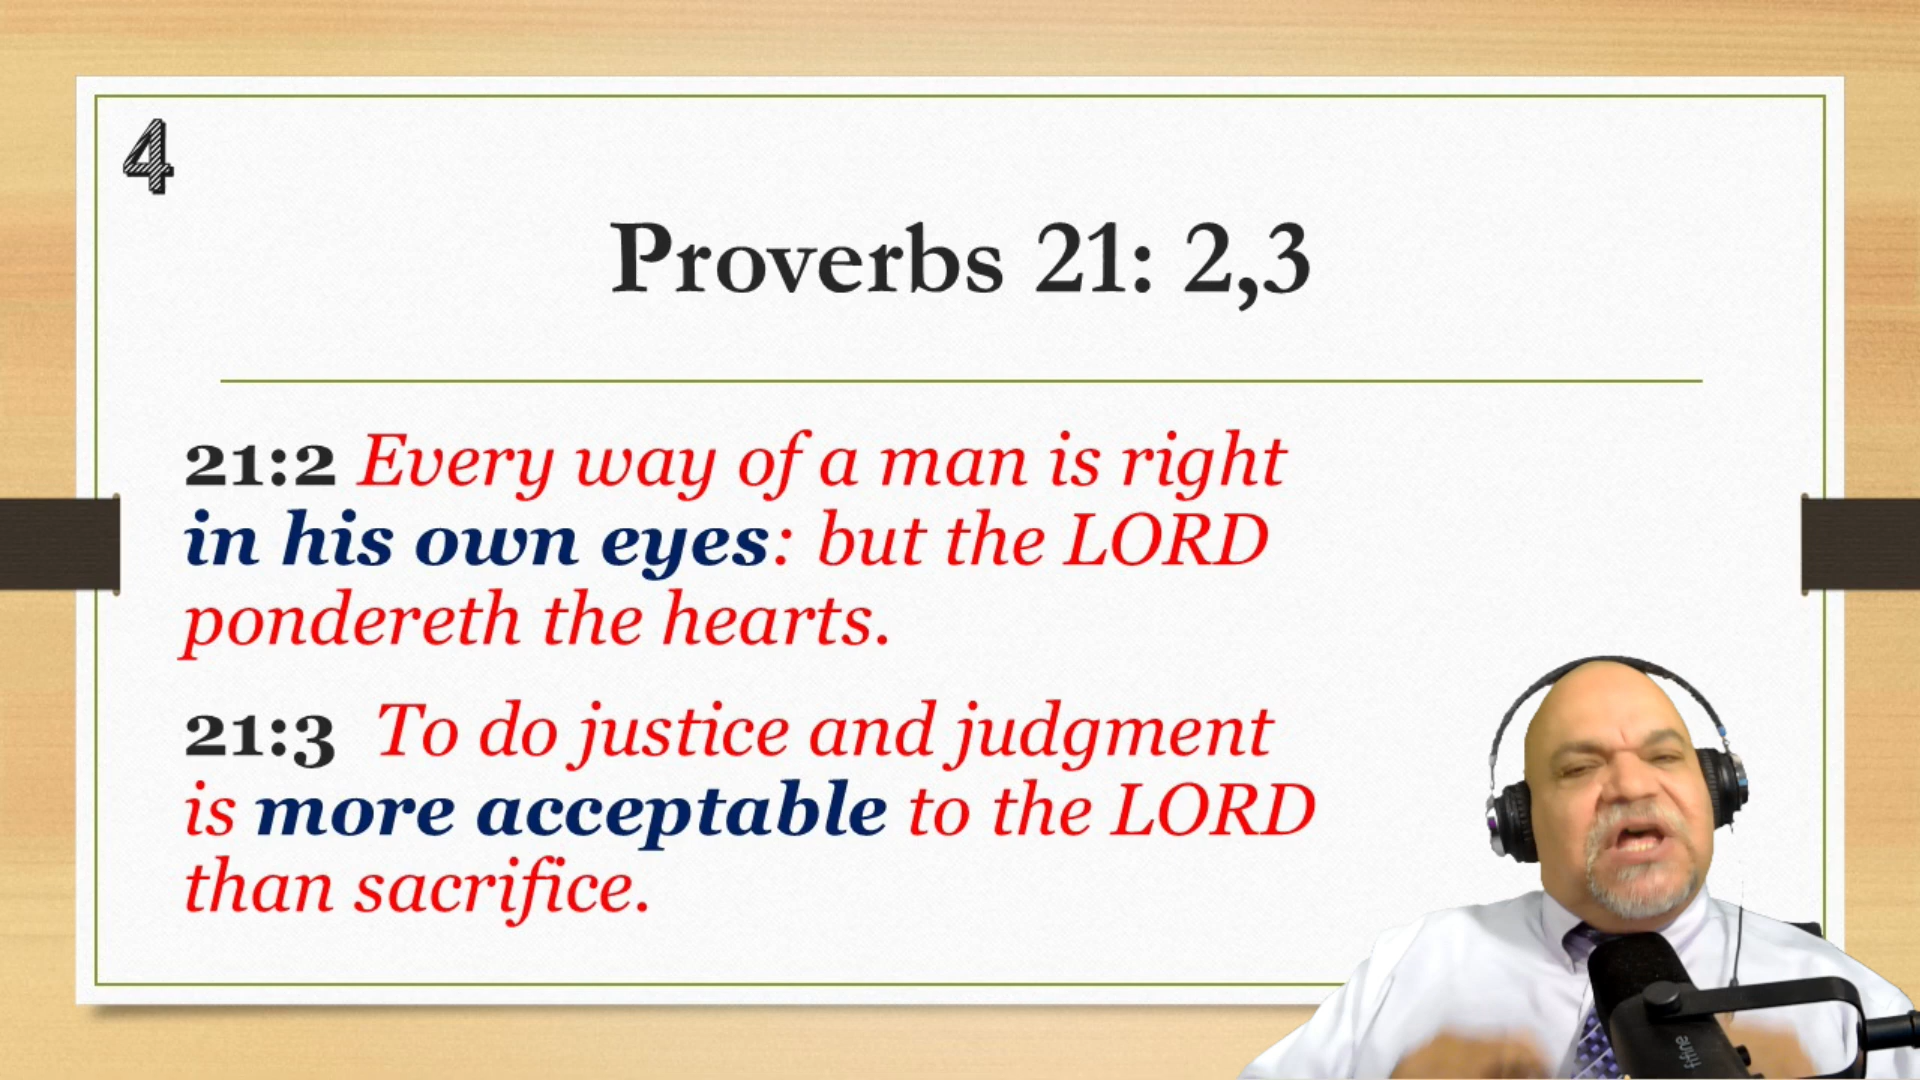 4
Proverbs 21: 2,3
21:2 Every way of a man is right
in his own eyes: but the LORD
pondereth the hearts.
21:3 To do justice and judgment
is more acceptable to the LORD
than sacrifice.
fifine